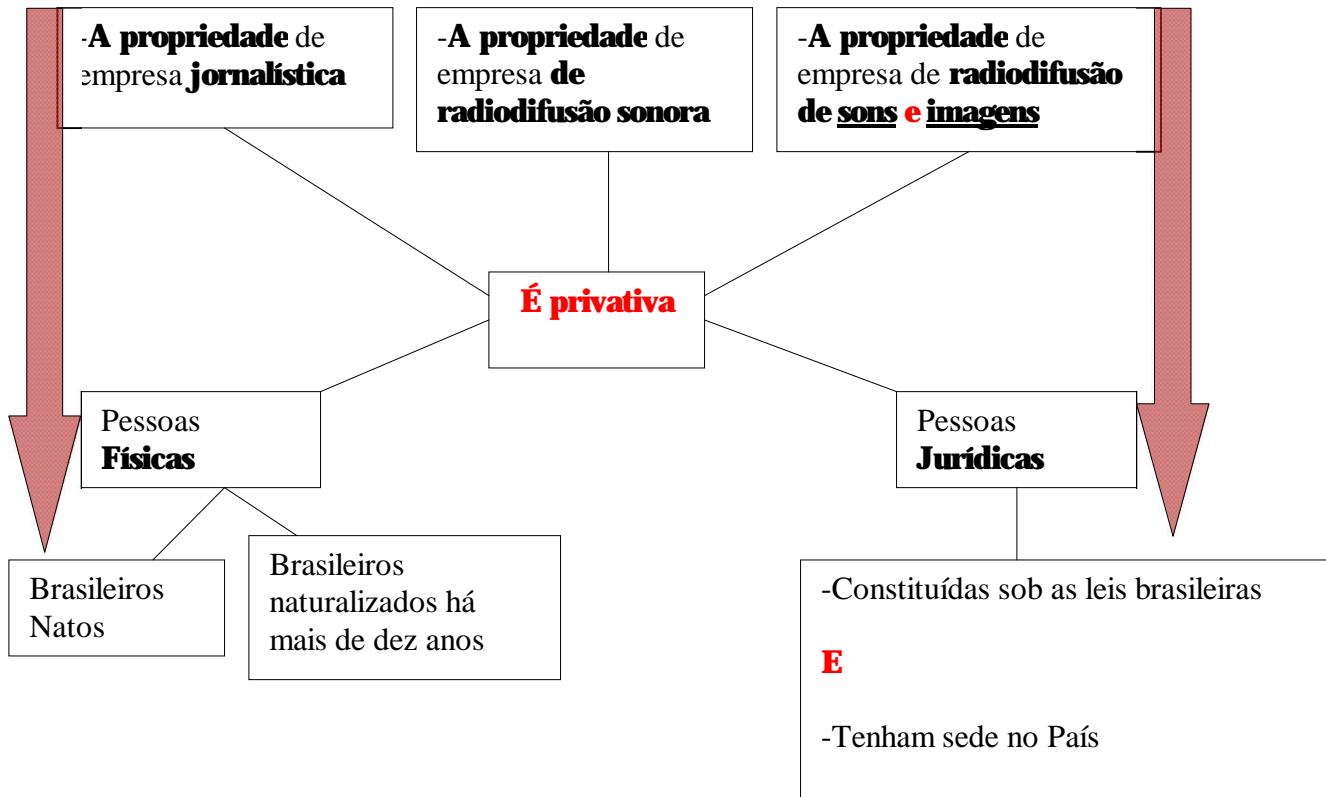 -A propriedade de
empresa jornalística
-A propriedade de
empresa de
radiodifusão sonora
-A propriedade de
empresa de radiodifusão
de sons e imagens
É privativa
Pessoas
Físicas
Pessoas
Jurídicas
Brasileiros
Natos
Brasileiros
naturalizados há
mais de dez anos
-Constituídas sob as leis brasileiras
E
-Tenham sede no País